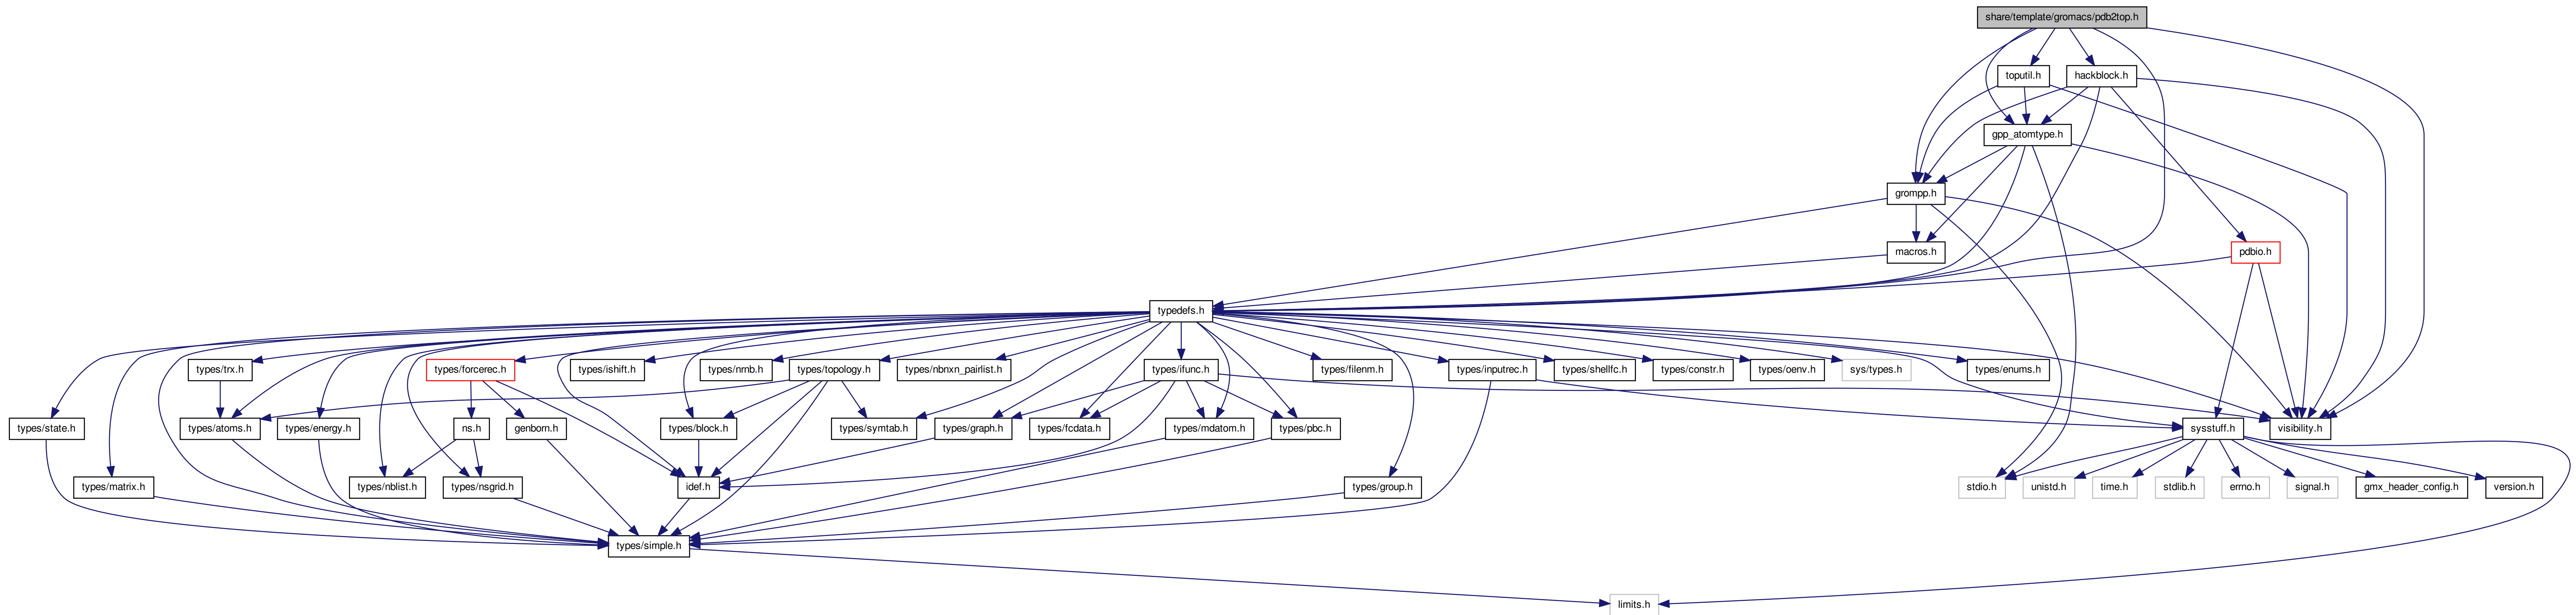 share/template/gromacs/pdb2top.h
toputil.h
hackblock.h
gpp_atomtype.h
grompp.h
macros.h
pdbio.h
typedefs.h
types/trx.h
types/forcerec.h
types/ishift.h
types/nrnb.h
types/topology.h
types/nbnxn_pairlist.h
types/ifunc.h
types/filenm.h
types/inputrec.h
types/shellfc.h
types/constr.h
types/oenv.h
sys/types.h
types/enums.h
types/state.h
types/atoms.h
types/energy.h
ns.h
genborn.h
types/block.h
types/symtab.h
types/graph.h
types/fcdata.h
types/mdatom.h
types/pbc.h
sysstuff.h
visibility.h
types/matrix.h
types/nblist.h
types/nsgrid.h
idef.h
types/group.h
stdio.h
unistd.h
time.h
stdlib.h
errno.h
signal.h
gmx_header_config.h
version.h
types/simple.h
limits.h